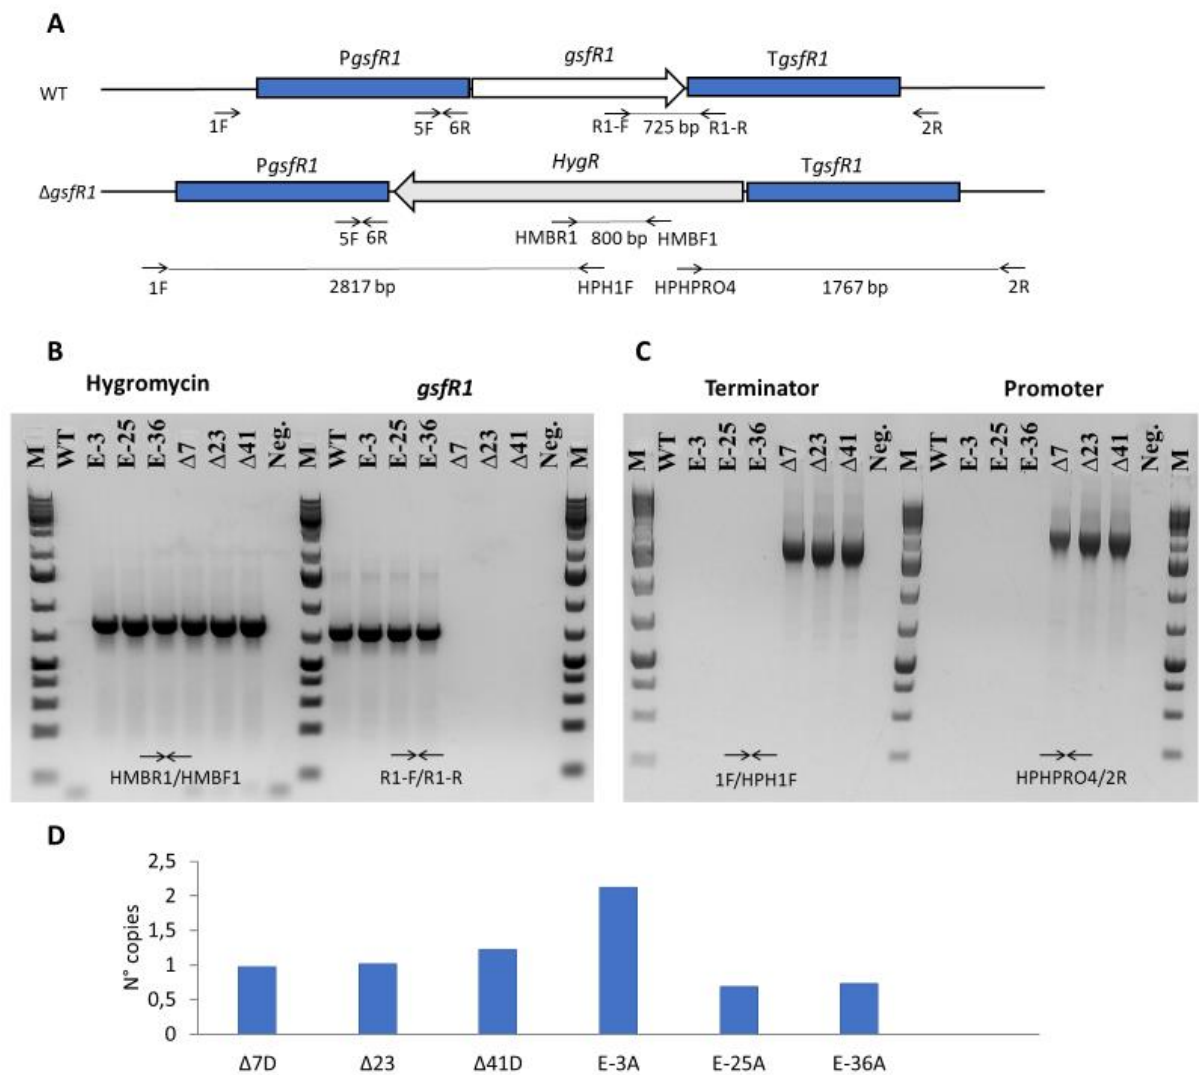 A
PgsfR1 gsfR1 TgsfR1
WT
1F 5F 6R R1-F 725 bp R1-R 2R
PgsfR1 HygR TgsfR1
ΔgsfR1
5F 6R HMBR1 800 bp HMBF1
1F 2817 bp HPH1F HPHPRO4 1767 bp 2R
B
Hygromycin gsfR1
M WT E-3 E-25 E-36 Δ7 Δ23 Δ41 Neg. M WT E-3 E-25 E-36 Δ7 Δ23 Δ41 Neg. M
HMBR1/HMBF1 R1-F/R1-R
C
Terminator Promoter
M WT E-3 E-25 E-36 Δ7 Δ23 Δ41 Neg. M WT E-3 E-25 E-36 Δ7 Δ23 Δ41 Neg. M
1F/HPH1F HPHPRO4/2R
D
N° copies
2,5
2
1,5
1
0,5
0
Δ7D Δ23 Δ41D E-3A E-25A E-36A